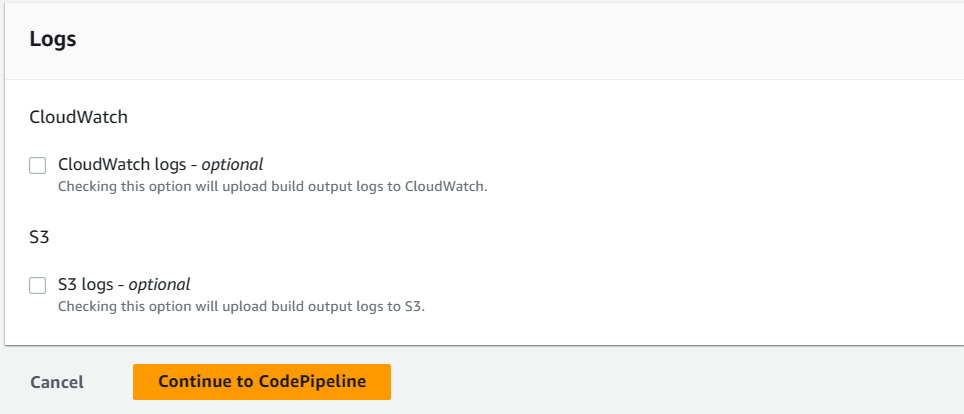 Logs
CloudWatch
CloudWatch logs - optional
Checking this option will upload build output logs to CloudWatch.
S3
S3 logs - optional
Checking this option will upload build output logs to S3.
Cancel
Continue to CodePipeline